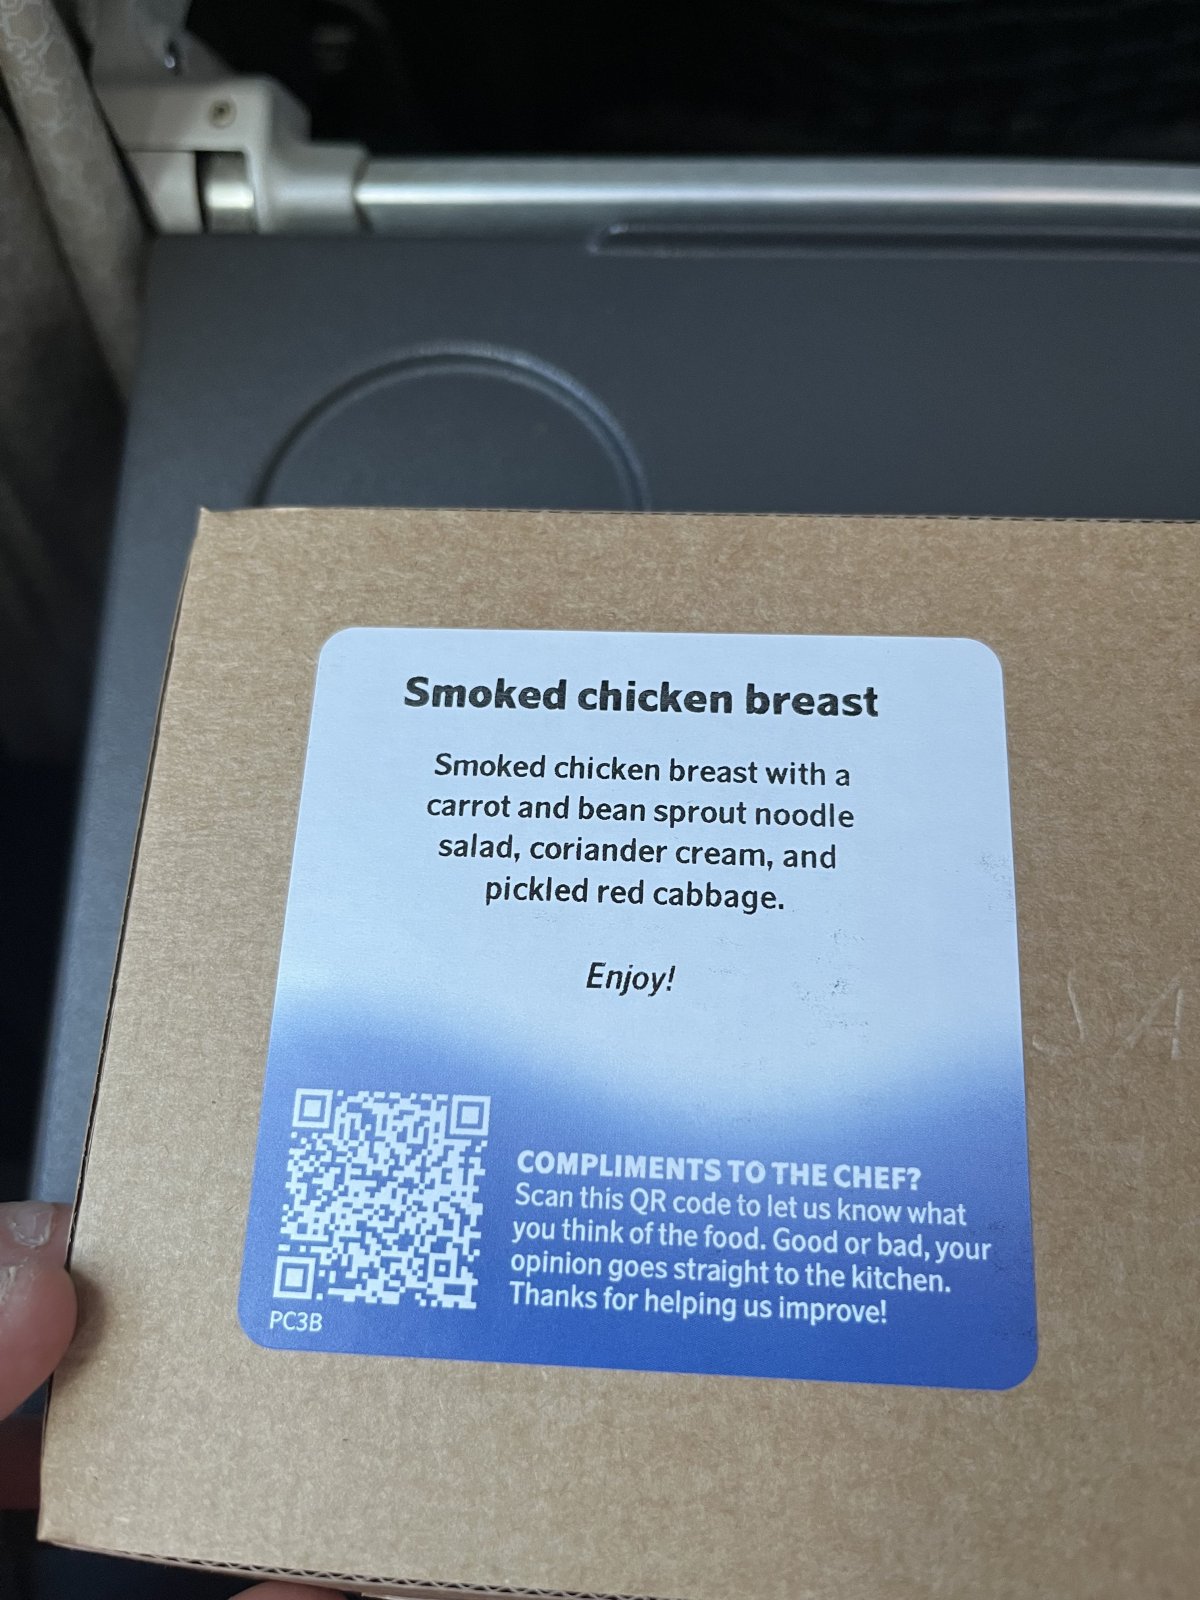 Smoked chicken breast
Smoked chicken breast with a
carrot and bean sprout noodle
salad, coriander cream, and
pickled red cabbage.
Enjoy!
COMPLIMENTS TO THE CHEF?
Scan this QR code to let us know what
you think of the food. Good or bad, your
opinion goes straight to the kitchen.
Thanks for helping us improve!
PC3B